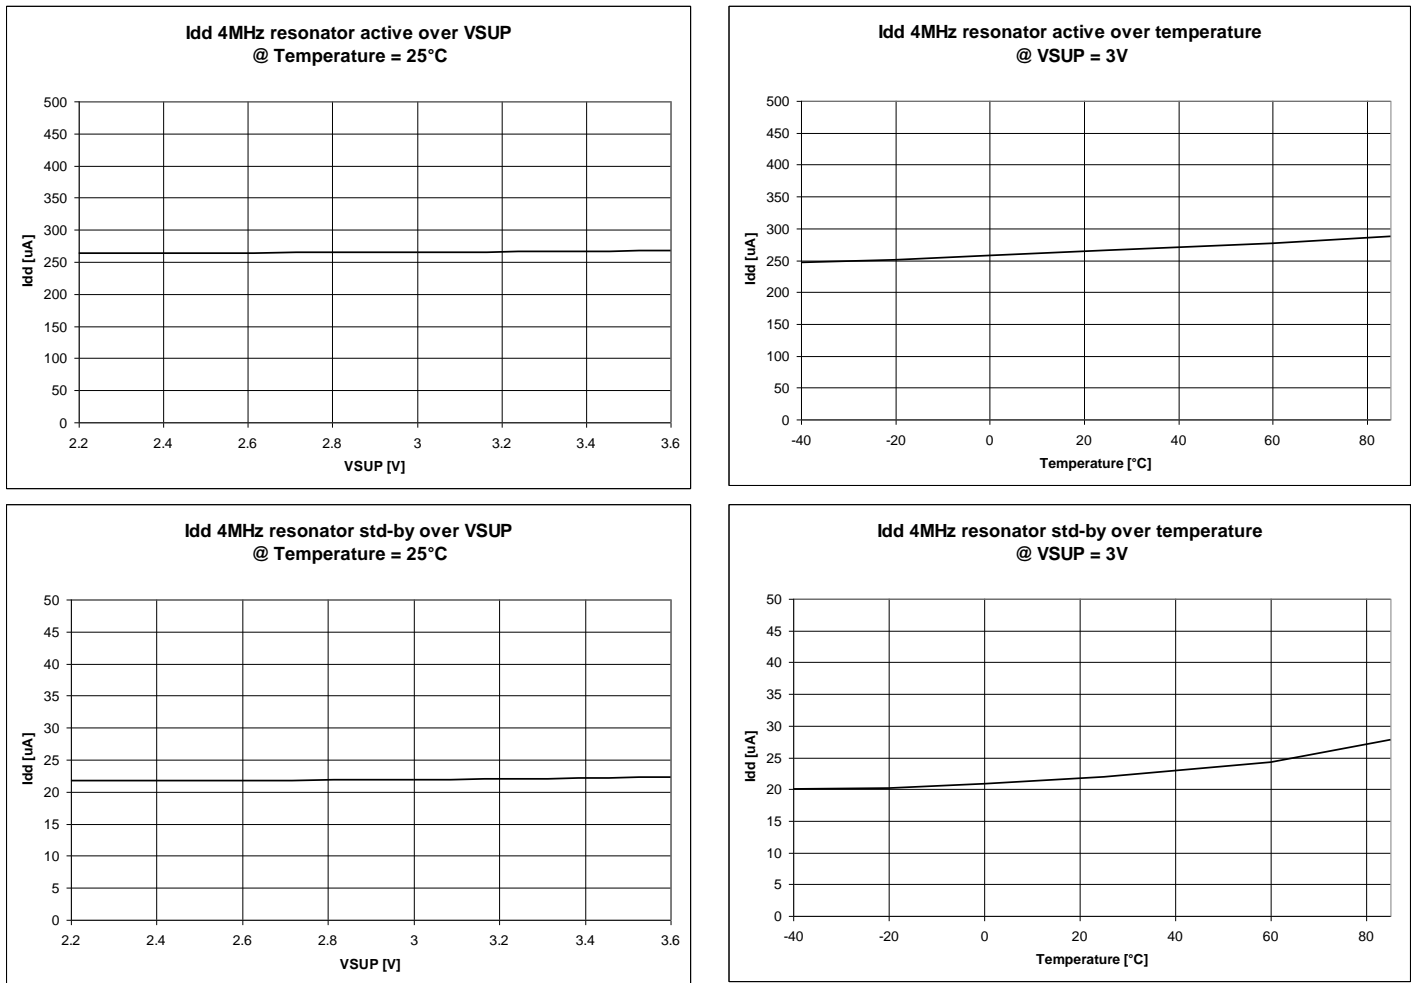 Idd 4MHz resonator active over VSUP
@ Temperature = 25°C
500
450
400
350
300
250
200
150
100
50
0
Idd [uA]
2.2 2.4 2.6 2.8 3 3.2 3.4 3.6
VSUP [V]
Idd 4MHz resonator active over temperature
@ VSUP = 3V
500
450
400
350
300
250
200
150
100
50
0
Idd [uA]
-40 -20 0 20 40 60 80
Temperature [°C]
Idd 4MHz resonator std-by over VSUP
@ Temperature = 25°C
50
45
40
35
30
25
20
15
10
5
0
Idd [uA]
2.2 2.4 2.6 2.8 3 3.2 3.4 3.6
VSUP [V]
Idd 4MHz resonator std-by over temperature
@ VSUP = 3V
50
45
40
35
30
25
20
15
10
5
0
Idd [uA]
-40 -20 0 20 40 60 80
Temperature [°C]